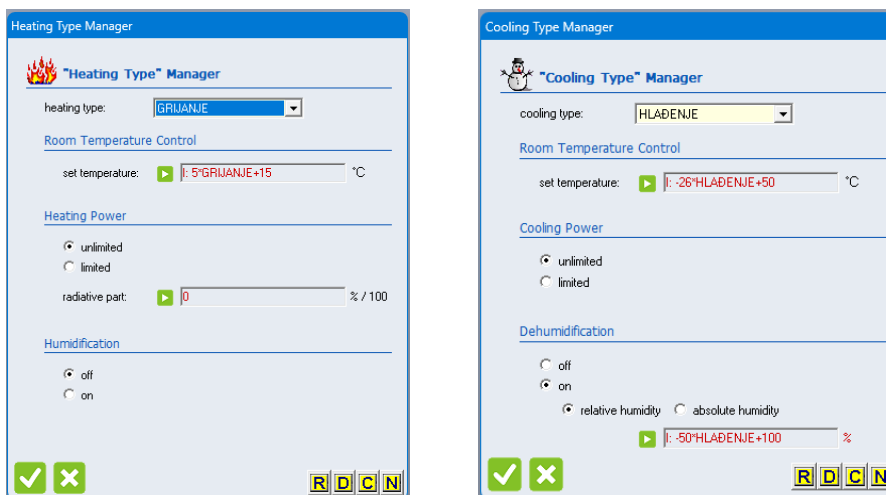 Heating Type Manager
"Heating Type" Manager
heating type: GRIJANJE
Room Temperature Control
set temperature: I: 5*GRIJANJE+15 °C
Heating Power
unlimited
limited
radiative part: 0 % / 100
Humidification
off
on
R D C N
Cooling Type Manager
"Cooling Type" Manager
cooling type: HLAĐENJE
Room Temperature Control
set temperature: I: -26*HLAĐENJE+50 °C
Cooling Power
unlimited
limited
Dehumidification
off
on
relative humidity absolute humidity
I: -50*HLAĐENJE+100 %
R D C N